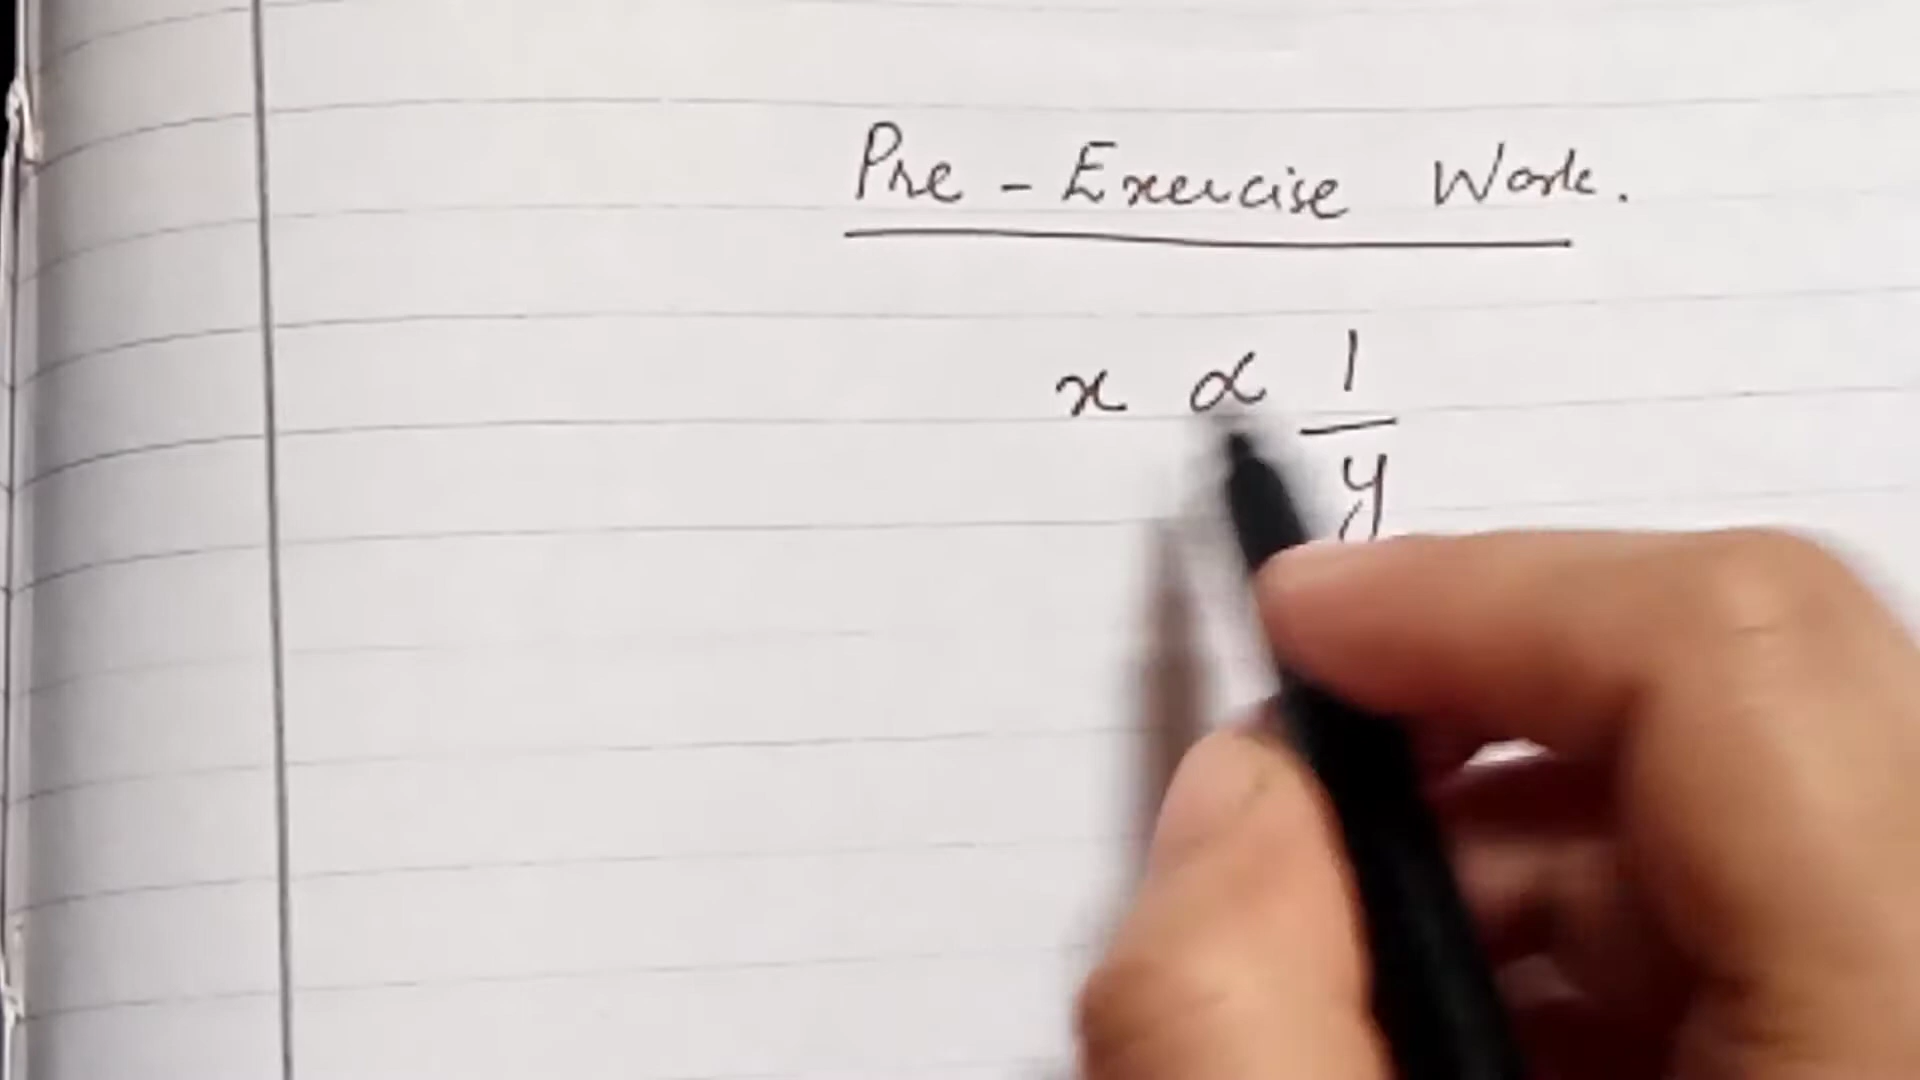 Pre - Exercise Work.
x ∝ 1/y